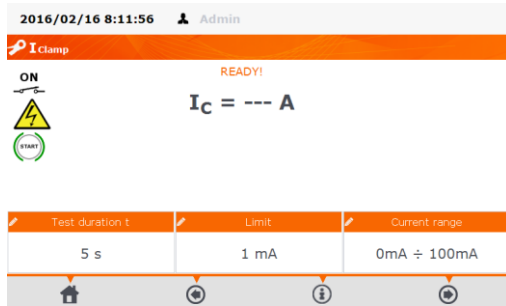 2016/02/16 8:11:56 Admin
I Clamp
ON
READY!
IC = --- A
START
Test duration t Limit Current range
5 s 1 mA 0mA ÷ 100mA